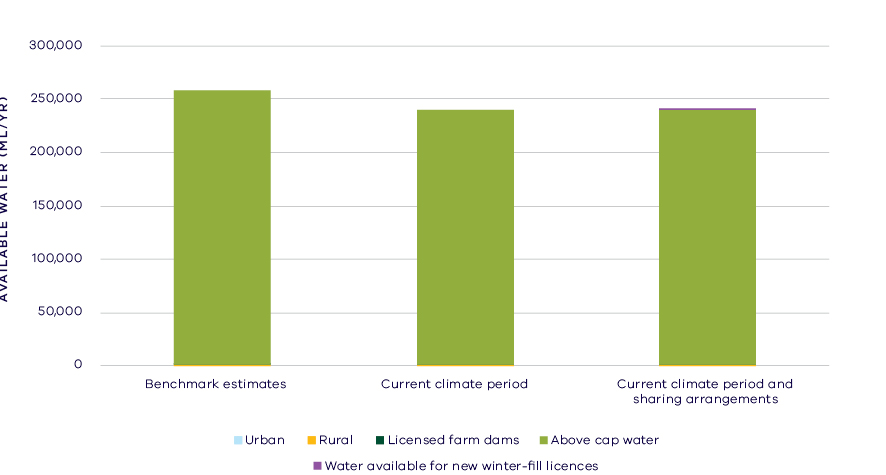 300,000
250,000
200,000
150,000
100,000
50,000
0
AVAILABLE WATER (ML/YR)
Benchmark estimates
Current climate period
Current climate period and
sharing arrangements
Urban
Rural
Licensed farm dams
Above cap water
Water available for new winter-fill licences